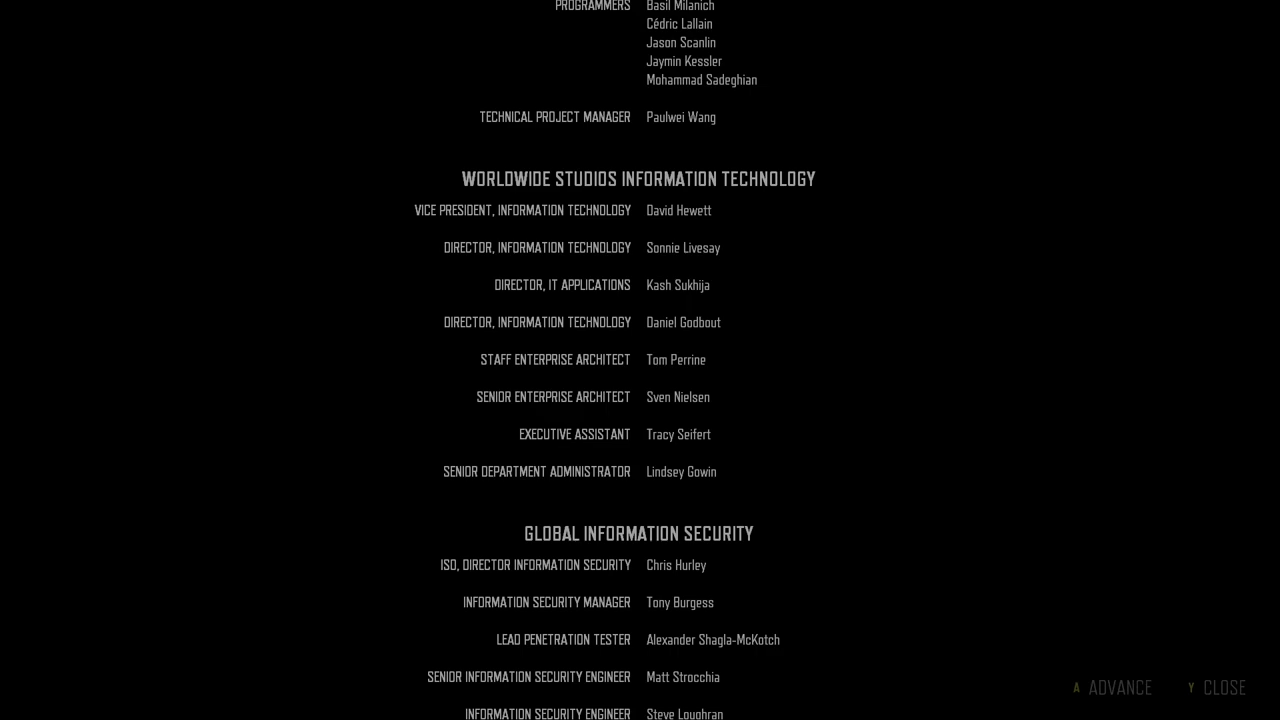 PROGRAMMERS Basil Milanich
Cédric Lallain
Jason Scanlin
Jaymin Kessler
Mohammad Sadeghian
TECHNICAL PROJECT MANAGER Paulwei Wang
WORLDWIDE STUDIOS INFORMATION TECHNOLOGY
VICE PRESIDENT, INFORMATION TECHNOLOGY David Hewett
DIRECTOR, INFORMATION TECHNOLOGY Sonnie Livesay
DIRECTOR, IT APPLICATIONS Kash Sukhija
DIRECTOR, INFORMATION TECHNOLOGY Daniel Godbout
STAFF ENTERPRISE ARCHITECT Tom Perrine
SENIOR ENTERPRISE ARCHITECT Sven Nielsen
EXECUTIVE ASSISTANT Tracy Seifert
SENIOR DEPARTMENT ADMINISTRATOR Lindsey Gowin
GLOBAL INFORMATION SECURITY
ISO, DIRECTOR INFORMATION SECURITY Chris Hurley
INFORMATION SECURITY MANAGER Tony Burgess
LEAD PENETRATION TESTER Alexander Shagla-McKotch
SENIOR INFORMATION SECURITY ENGINEER Matt Strocchia
INFORMATION SECURITY ENGINEER Steve Loughran
A ADVANCE Y CLOSE